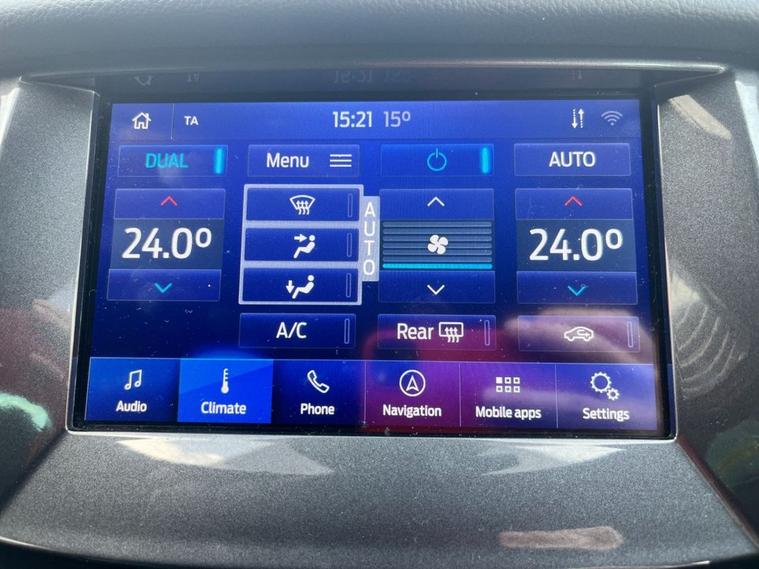 TA 15:21 15º
DUAL Menu AUTO
24.0º AUTO 24.0º
A/C Rear
Audio Climate Phone Navigation Mobile apps Settings